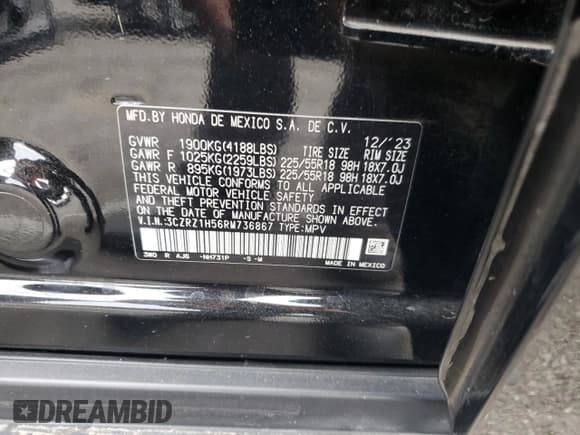 MFD.BY HONDA DE MEXICO S.A. DE C.V.
12/'23
GVWR 1900KG(4188LBS) TIRE SIZE RIM SIZE
GAWR F 1025KG(2259LBS) 225/55R18 98H 18X7.0J
GAWR R 895KG(1973LBS) 225/55R18 98H 18X7.0J
THIS VEHICLE CONFORMS TO ALL APPLICABLE
FEDERAL MOTOR VEHICLE SAFETY
AND THEFT PREVENTION STANDARDS IN
EFFECT ON THE DATE OF MANUFACTURE SHOWN ABOVE.
V.I.N.:3CZRZ1H56RM736867 TYPE:MPV
3W0 R AJ6 -NH731P -S -M MADE IN MEXICO
DREAMBID